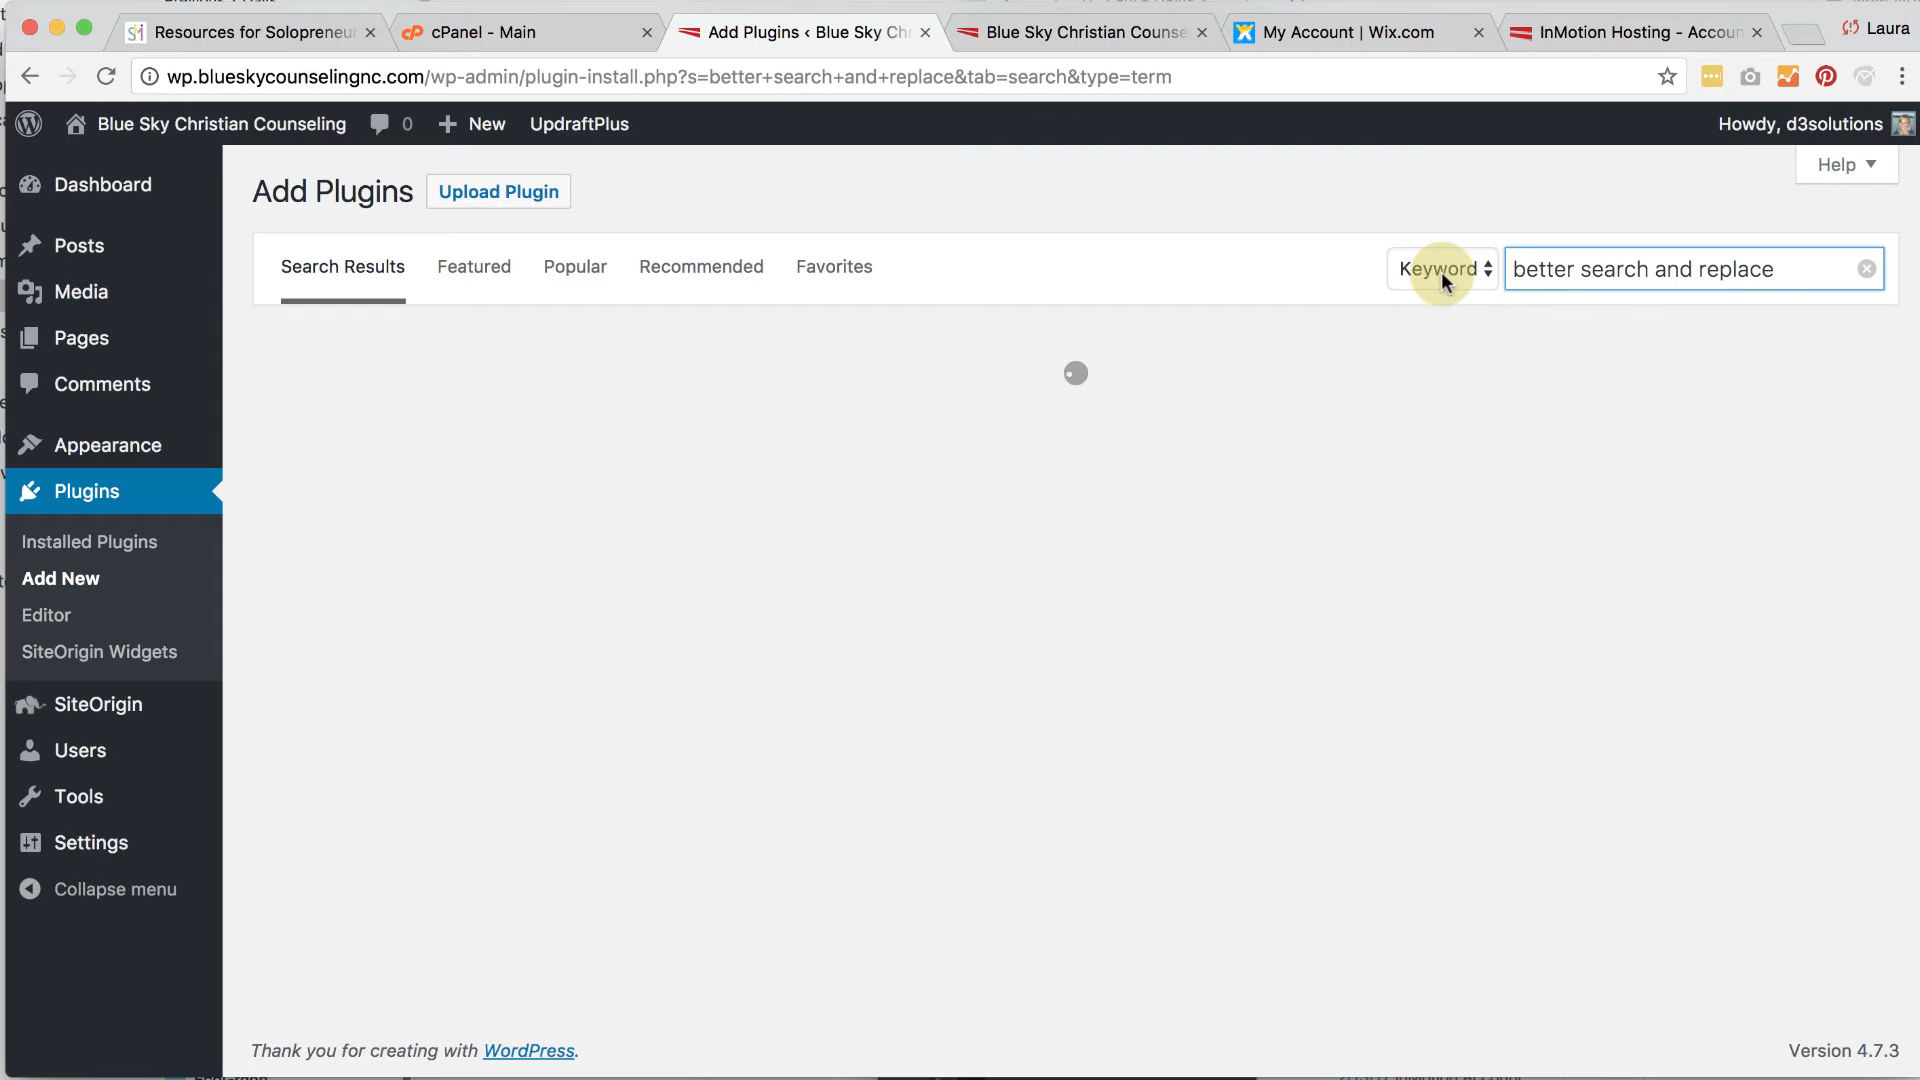 Resources for Solopreneur
cPanel - Main
Add Plugins ‹ Blue Sky Chr
Blue Sky Christian Counse
My Account | Wix.com
InMotion Hosting - Accoun
Laura
wp.blueskycounselingnc.com/wp-admin/plugin-install.php?s=better+search+and+replace&tab=search&type=term
Blue Sky Christian Counseling
0
New
UpdraftPlus
Howdy, d3solutions
Help
Dashboard
Posts
Media
Pages
Comments
Appearance
Plugins
Installed Plugins
Add New
Editor
SiteOrigin Widgets
SiteOrigin
Users
Tools
Settings
Collapse menu
Add Plugins
Upload Plugin
Search Results
Featured
Popular
Recommended
Favorites
Keyword
better search and replace
Thank you for creating with WordPress.
Version 4.7.3